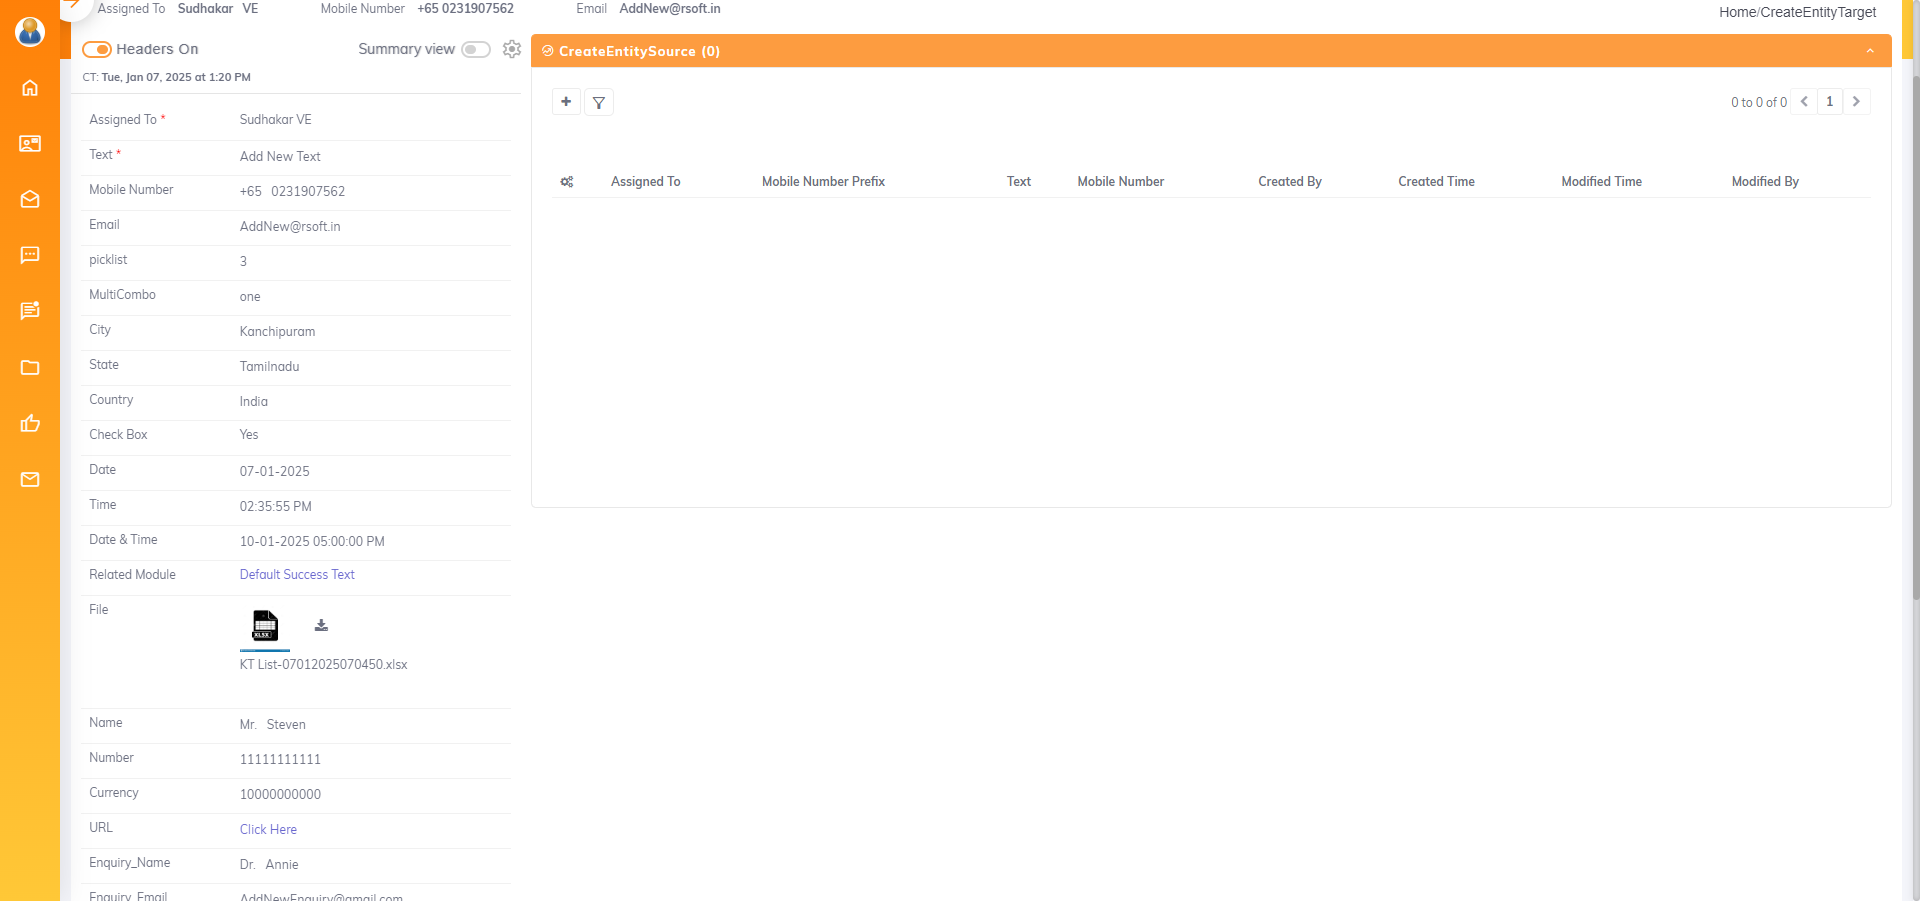 Assigned To Sudhakar VE Mobile Number +65 0231907562 Email AddNew@rsoft.in
Home/CreateEntityTarget
Headers On Summary view
CT: Tue, Jan 07, 2025 at 1:20 PM
Assigned To * Sudhakar VE
Text * Add New Text
Mobile Number +65 0231907562
Email AddNew@rsoft.in
picklist 3
MultiCombo one
City Kanchipuram
State Tamilnadu
Country India
Check Box Yes
Date 07-01-2025
Time 02:35:55 PM
Date & Time 10-01-2025 05:00:00 PM
Related Module Default Success Text
File
XLSX
KT List-07012025070450.xlsx
Name Mr. Steven
Number 11111111111
Currency 10000000000
URL Click Here
Enquiry_Name Dr. Annie
Enquiry_Email AddNewEnquiry@gmail.com
CreateEntitySource (0)
0 to 0 of 0 1
Assigned To Mobile Number Prefix Text Mobile Number Created By Created Time Modified Time Modified By